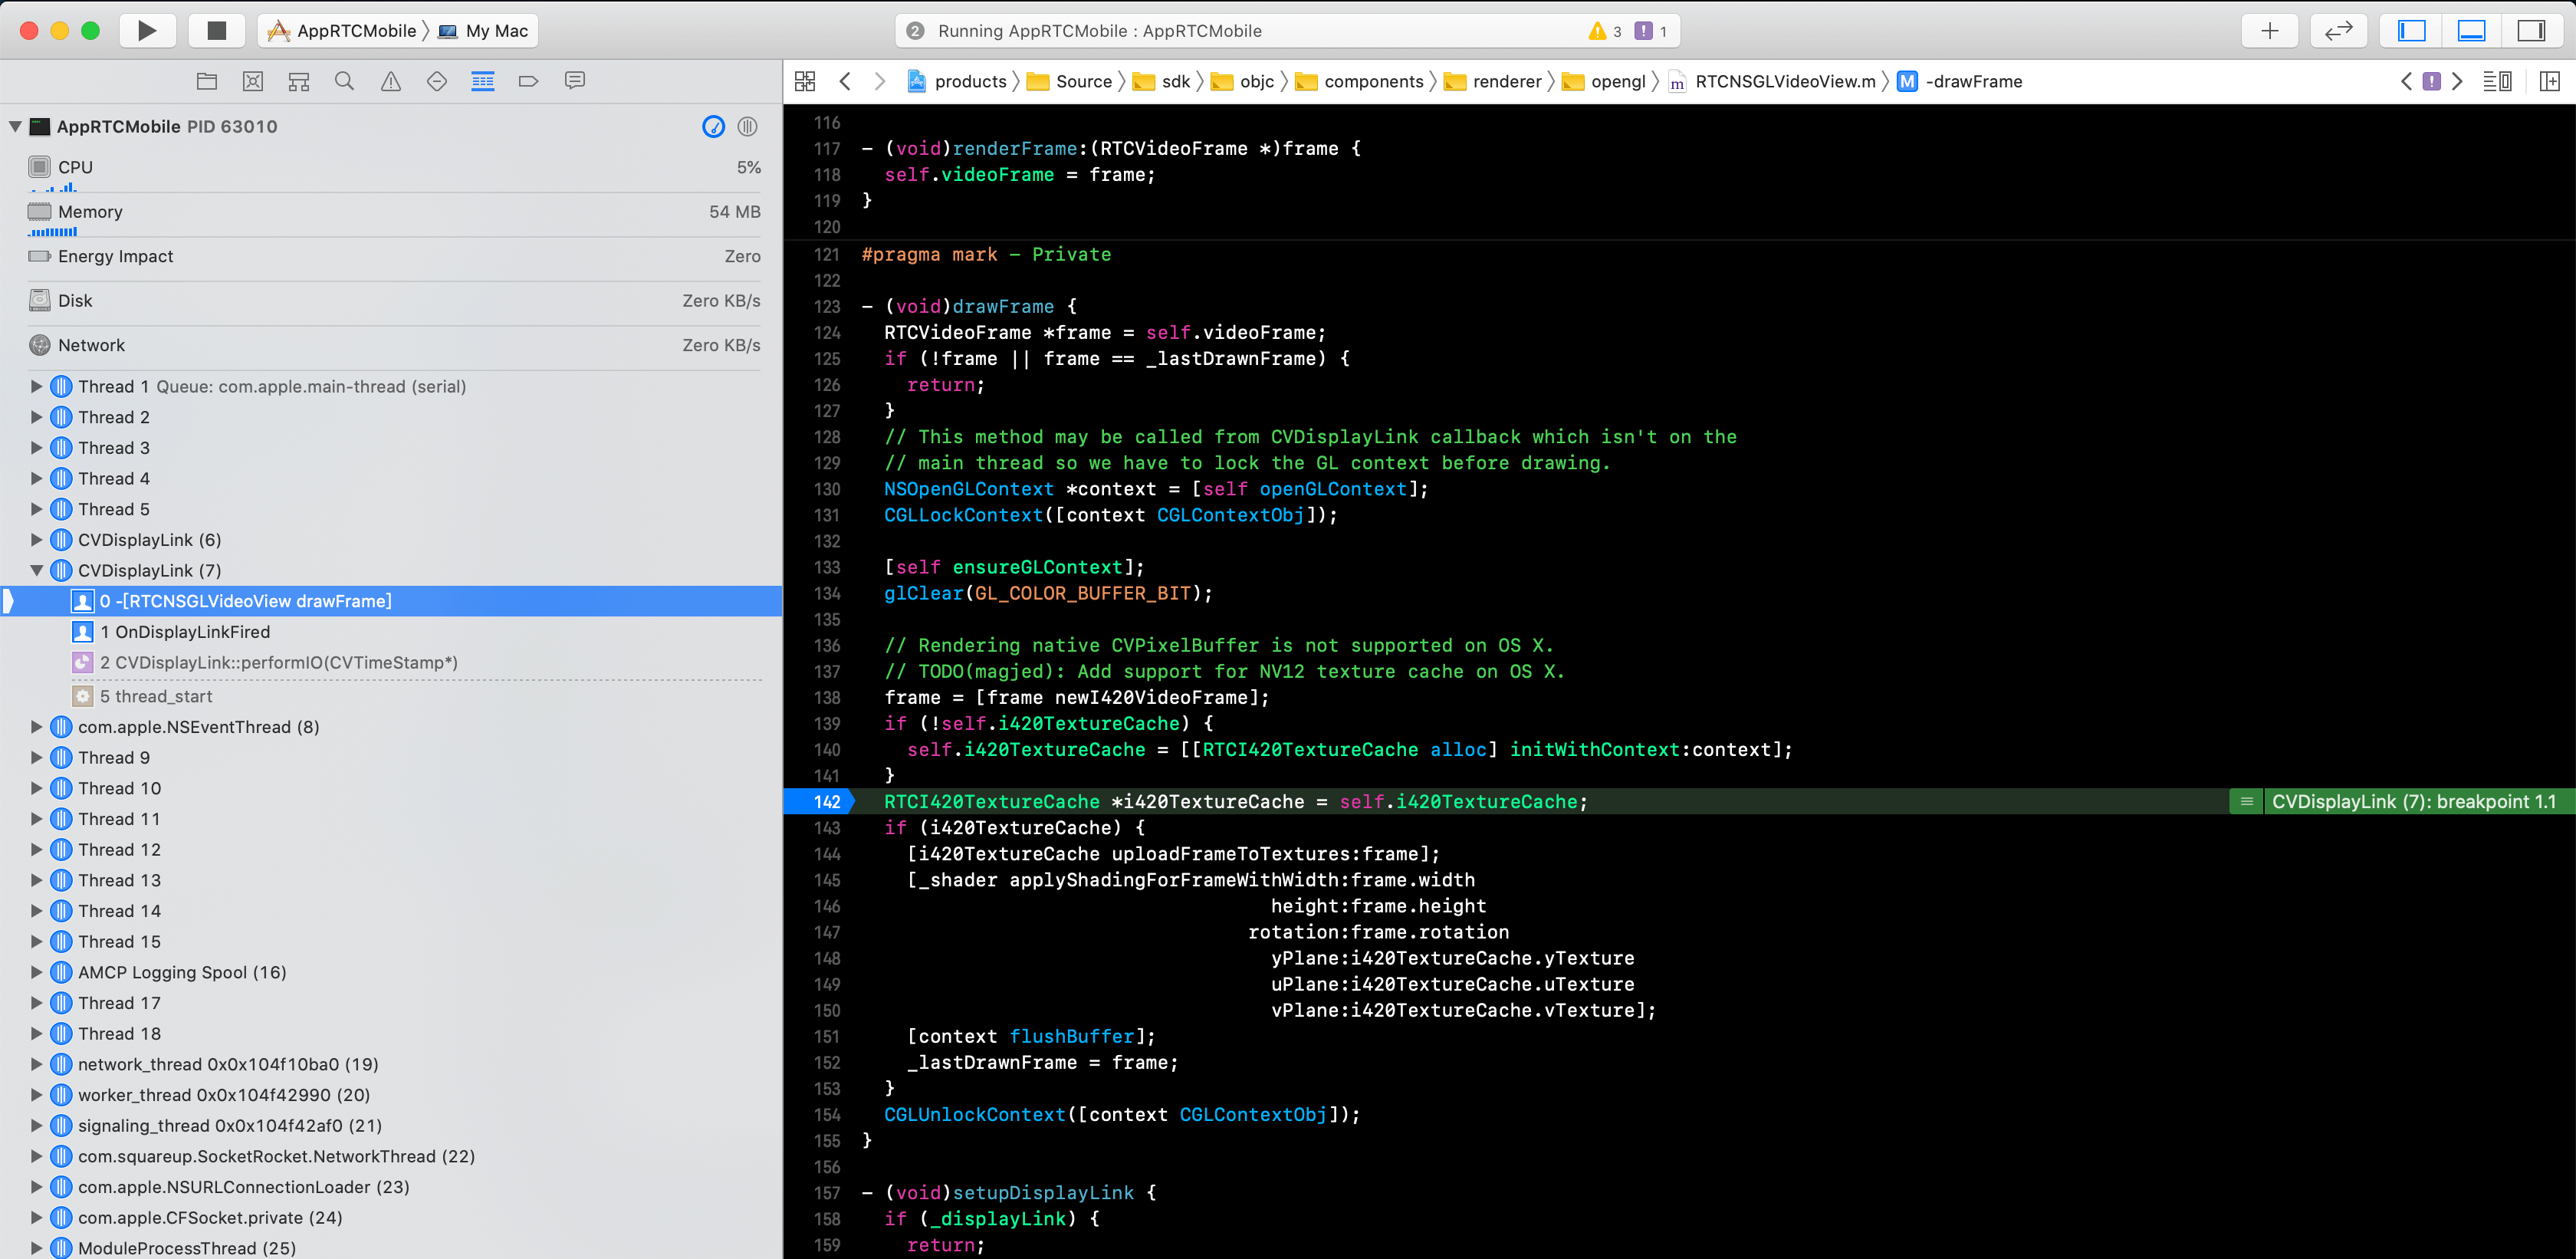 AppRTCMobile 〉 My Mac
2 Running AppRTCMobile : AppRTCMobile 3 1
AppRTCMobile PID 63010
CPU 5%
Memory 54 MB
Energy Impact Zero
Disk Zero KB/s
Network Zero KB/s
Thread 1 Queue: com.apple.main-thread (serial)
Thread 2
Thread 3
Thread 4
Thread 5
CVDisplayLink (6)
CVDisplayLink (7)
0 -[RTCNSGLVideoView drawFrame]
1 OnDisplayLinkFired
2 CVDisplayLink::performIO(CVTimeStamp*)
5 thread_start
com.apple.NSEventThread (8)
Thread 9
Thread 10
Thread 11
Thread 12
Thread 13
Thread 14
Thread 15
AMCP Logging Spool (16)
Thread 17
Thread 18
network_thread 0x0x104f10ba0 (19)
worker_thread 0x0x104f42990 (20)
signaling_thread 0x0x104f42af0 (21)
com.squareup.SocketRocket.NetworkThread (22)
com.apple.NSURLConnectionLoader (23)
com.apple.CFSocket.private (24)
ModuleProcessThread (25)
products 〉 Source 〉 sdk 〉 objc 〉 components 〉 renderer 〉 opengl 〉 m RTCNSGLVideoView.m 〉 M -drawFrame
116
117 - (void)renderFrame:(RTCVideoFrame *)frame {
118 self.videoFrame = frame;
119 }
120
121 #pragma mark - Private
122
123 - (void)drawFrame {
124 RTCVideoFrame *frame = self.videoFrame;
125 if (!frame || frame == _lastDrawnFrame) {
126 return;
127 }
128 // This method may be called from CVDisplayLink callback which isn't on the
129 // main thread so we have to lock the GL context before drawing.
130 NSOpenGLContext *context = [self openGLContext];
131 CGLLockContext([context CGLContextObj]);
132
133 [self ensureGLContext];
134 glClear(GL_COLOR_BUFFER_BIT);
135
136 // Rendering native CVPixelBuffer is not supported on OS X.
137 // TODO(magjed): Add support for NV12 texture cache on OS X.
138 frame = [frame newI420VideoFrame];
139 if (!self.i420TextureCache) {
140 self.i420TextureCache = [[RTCI420TextureCache alloc] initWithContext:context];
141 }
142 RTCI420TextureCache *i420TextureCache = self.i420TextureCache; CVDisplayLink (7): breakpoint 1.1
143 if (i420TextureCache) {
144 [i420TextureCache uploadFrameToTextures:frame];
145 [_shader applyShadingForFrameWithWidth:frame.width
146 height:frame.height
147 rotation:frame.rotation
148 yPlane:i420TextureCache.yTexture
149 uPlane:i420TextureCache.uTexture
150 vPlane:i420TextureCache.vTexture];
151 [context flushBuffer];
152 _lastDrawnFrame = frame;
153 }
154 CGLUnlockContext([context CGLContextObj]);
155 }
156
157 - (void)setupDisplayLink {
158 if (_displayLink) {
159 return;